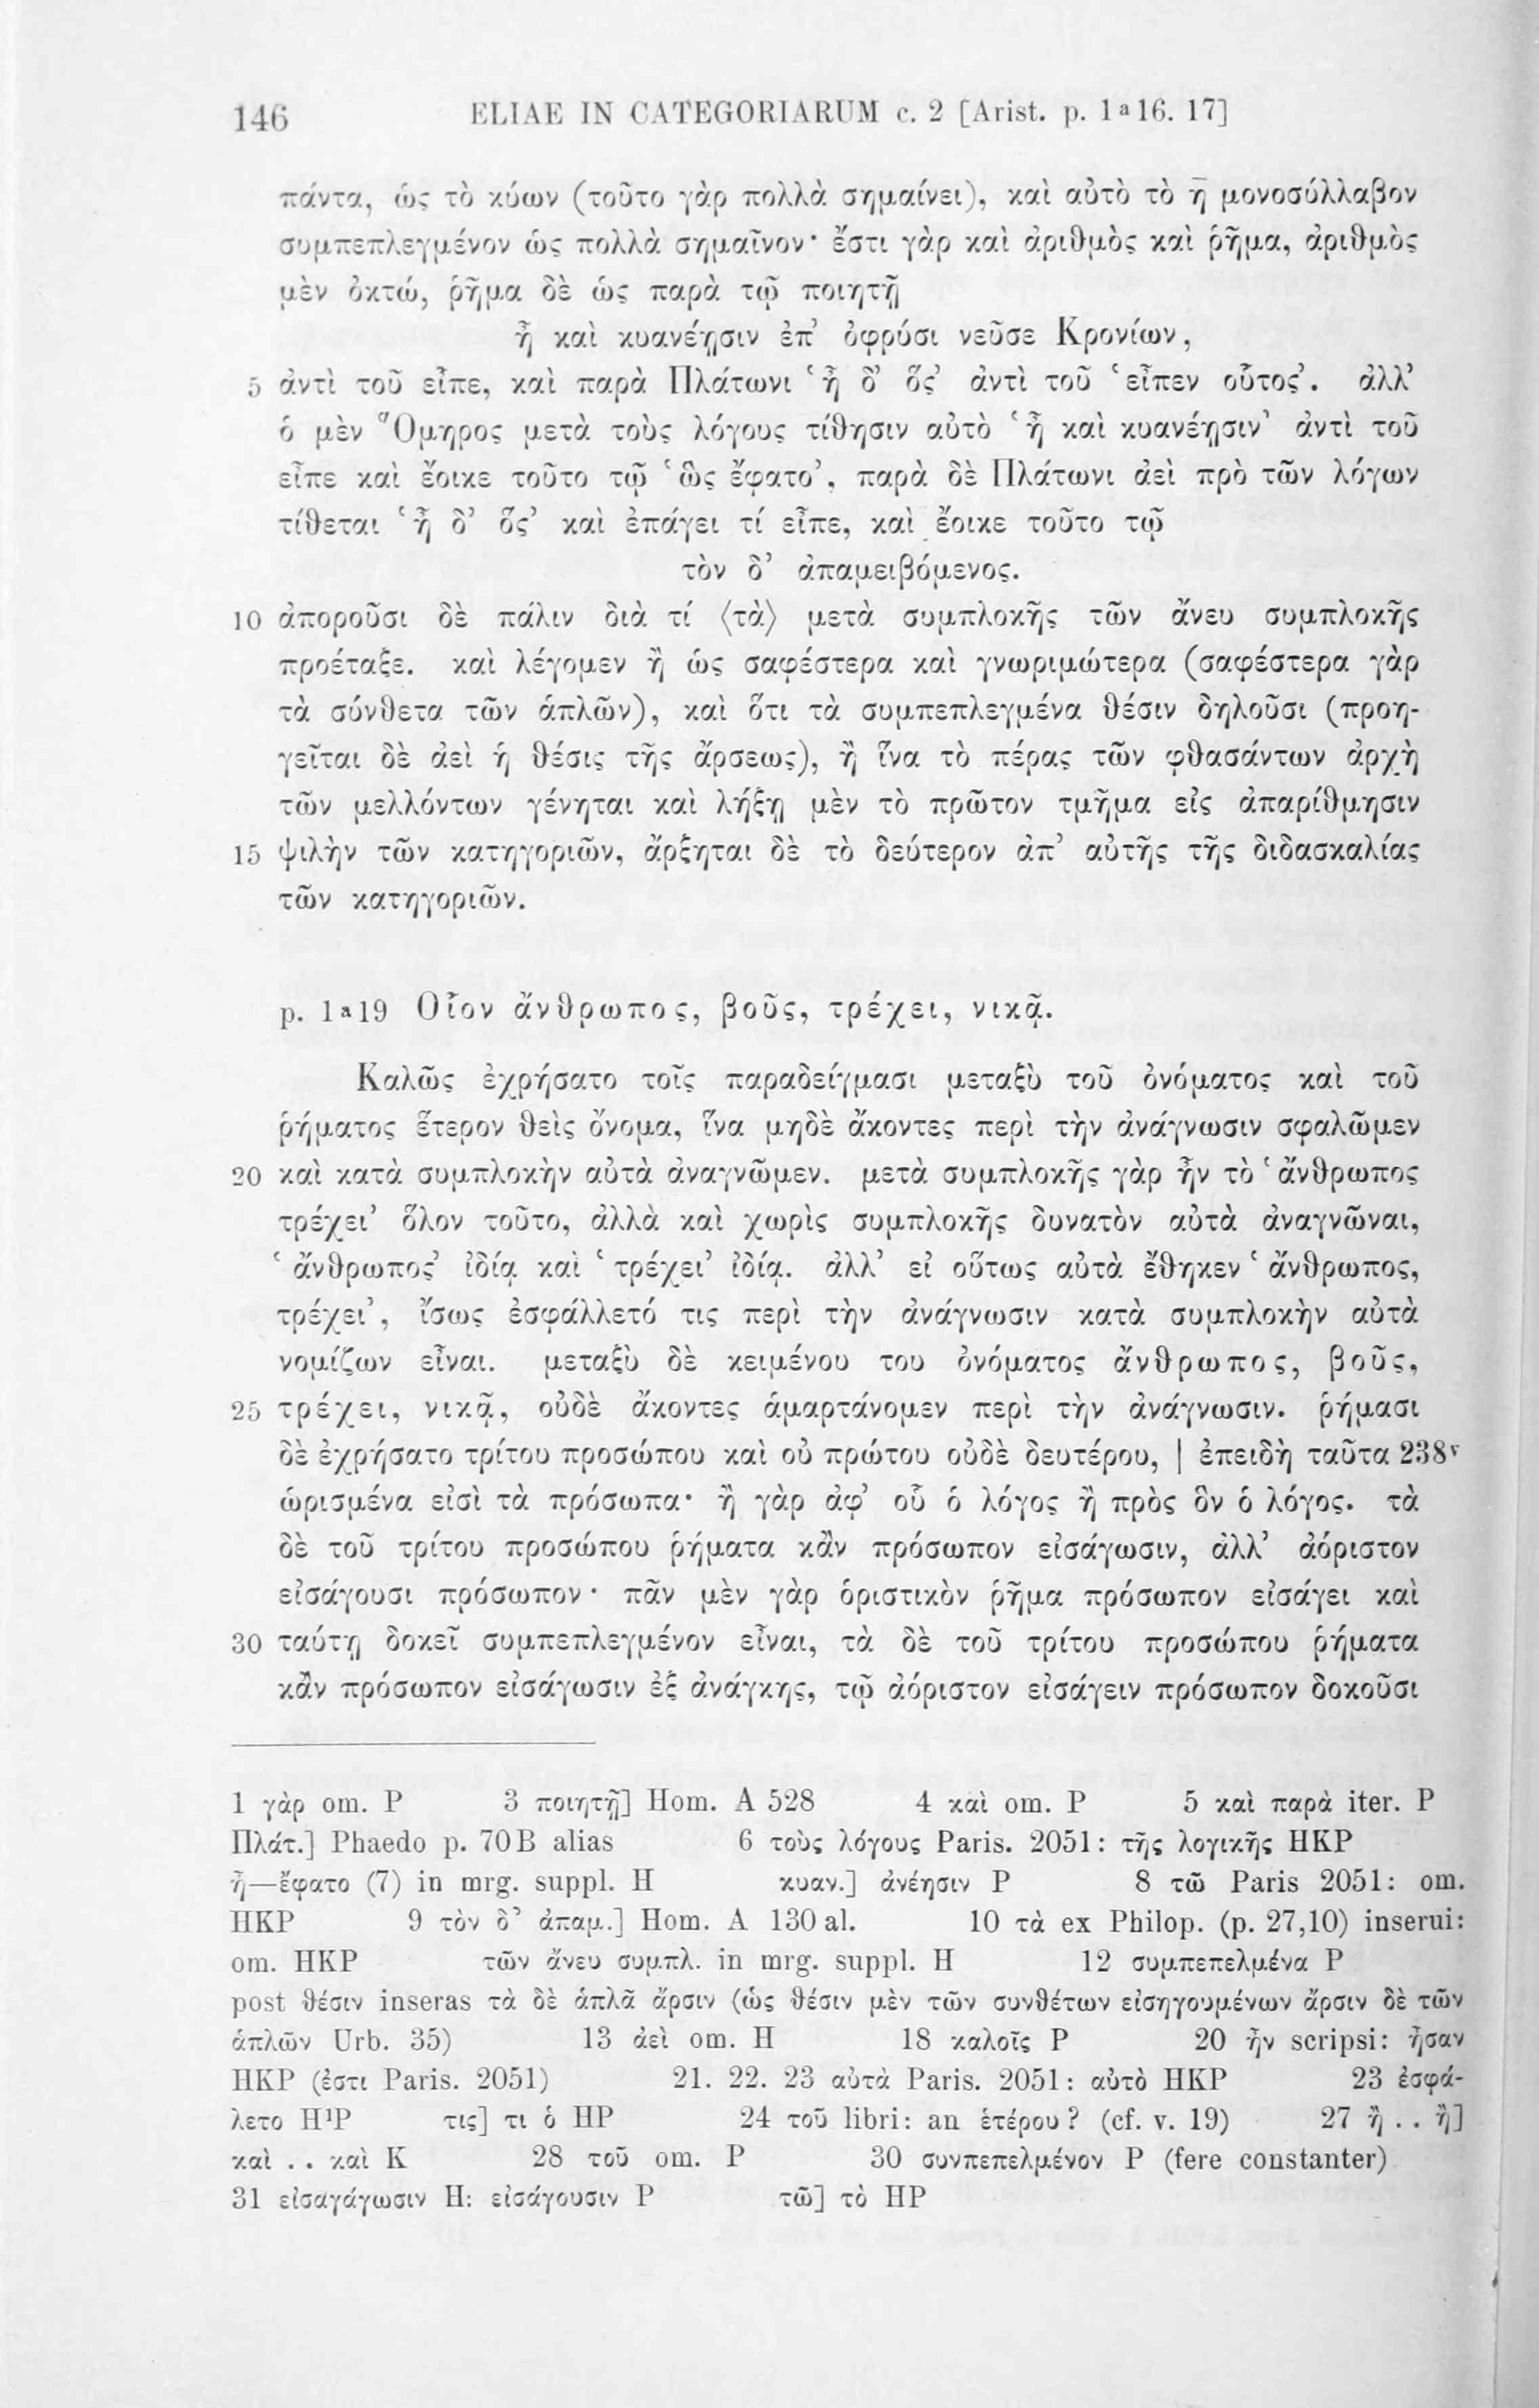 146 ELIAE IN CATEGORIARUM c. 2 [Arist. p. 1ª16. 17]
πάντα, ὡς τὸ κύων (τοῦτο γὰρ πολλὰ σημαίνει), καὶ αὐτὸ τὸ η̄ μονοσύλλαβον
συμπεπλεγμένον ὡς πολλὰ σημαῖνον· ἔστι γὰρ καὶ ἀριθμὸς καὶ ῥῆμα, ἀριθμὸς
μὲν ὀκτώ, ῥῆμα δὲ ὡς παρὰ τῷ ποιητῇ
ἦ καὶ κυανέῃσιν ἐπ’ ὀφρύσι νεῦσε Κρονίων,
5 ἀντὶ τοῦ εἶπε, καὶ παρὰ Πλάτωνι ‘ἦ δ’ ὅς’ ἀντὶ τοῦ ‘εἶπεν οὗτος’. ἀλλ’
ὁ μὲν Ὅμηρος μετὰ τοὺς λόγους τίθησιν αὐτὸ ‘ἦ καὶ κυανέῃσιν’ ἀντὶ τοῦ
εἶπε καὶ ἔοικε τοῦτο τῷ ‘ὣς ἔφατο’, παρὰ δὲ Πλάτωνι ἀεὶ πρὸ τῶν λόγων
τίθεται ‘ἦ δ’ ὅς’ καὶ ἐπάγει τί εἶπε, καὶ ἔοικε τοῦτο τῷ
τὸν δ’ ἀπαμειβόμενος.
10 ἀποροῦσι δὲ πάλιν διὰ τί ⟨τὰ⟩ μετὰ συμπλοκῆς τῶν ἄνευ συμπλοκῆς
προέταξε. καὶ λέγομεν ἢ ὡς σαφέστερα καὶ γνωριμώτερα (σαφέστερα γὰρ
τὰ σύνθετα τῶν ἁπλῶν), καὶ ὅτι τὰ συμπεπλεγμένα θέσιν δηλοῦσι (προη-
γεῖται δὲ ἀεὶ ἡ θέσις τῆς ἄρσεως), ἢ ἵνα τὸ πέρας τῶν φθασάντων ἀρχὴ
τῶν μελλόντων γένηται καὶ λήξῃ μὲν τὸ πρῶτον τμῆμα εἰς ἀπαρίθμησιν
15 ψιλὴν τῶν κατηγοριῶν, ἄρξηται δὲ τὸ δεύτερον ἀπ’ αὐτῆς τῆς διδασκαλίας
τῶν κατηγοριῶν.
p. 1ª19 Οἷον ἄνθρωπος, βοῦς, τρέχει, νικᾷ.
Καλῶς ἐχρήσατο τοῖς παραδείγμασι μεταξὺ τοῦ ὀνόματος καὶ τοῦ
ῥήματος ἕτερον θεὶς ὄνομα, ἵνα μηδὲ ἄκοντες περὶ τὴν ἀνάγνωσιν σφαλῶμεν
20 καὶ κατὰ συμπλοκὴν αὐτὰ ἀναγνῶμεν. μετὰ συμπλοκῆς γὰρ ἦν τὸ ‘ἄνθρωπος
τρέχει’ ὅλον τοῦτο, ἀλλὰ καὶ χωρὶς συμπλοκῆς δυνατὸν αὐτὰ ἀναγνῶναι,
‘ἄνθρωπος’ ἰδίᾳ καὶ ‘τρέχει’ ἰδίᾳ. ἀλλ’ εἰ οὕτως αὐτὰ ἔθηκεν ‘ἄνθρωπος,
τρέχει’, ἴσως ἐσφάλλετό τις περὶ τὴν ἀνάγνωσιν κατὰ συμπλοκὴν αὐτὰ
νομίζων εἶναι. μεταξὺ δὲ κειμένου του ὀνόματος ἄνθρωπος, βοῦς,
25 τρέχει, νικᾷ, οὐδὲ ἄκοντες ἁμαρτάνομεν περὶ τὴν ἀνάγνωσιν. ῥήμασι
δὲ ἐχρήσατο τρίτου προσώπου καὶ οὐ πρώτου οὐδὲ δευτέρου, | ἐπειδὴ ταῦτα 238ᵛ
ὡρισμένα εἰσὶ τὰ πρόσωπα· ἢ γὰρ ἀφ’ οὗ ὁ λόγος ἢ πρὸς ὃν ὁ λόγος. τὰ
δὲ τοῦ τρίτου προσώπου ῥήματα κἂν πρόσωπον εἰσάγωσιν, ἀλλ’ ἀόριστον
εἰσάγουσι πρόσωπον· πᾶν μὲν γὰρ ὁριστικὸν ῥῆμα πρόσωπον εἰσάγει καὶ
30 ταύτῃ δοκεῖ συμπεπλεγμένον εἶναι, τὰ δὲ τοῦ τρίτου προσώπου ῥήματα
κἂν πρόσωπον εἰσάγωσιν ἐξ ἀνάγκης, τῷ ἀόριστον εἰσάγειν πρόσωπον δοκοῦσι
1 γὰρ om. P 3 ποιητῇ] Hom. A 528 4 καὶ om. P 5 καὶ παρὰ iter. P
Πλάτ.] Phaedo p. 70B alias 6 τοὺς λόγους Paris. 2051: τῆς λογικῆς HKP
ἦ—ἔφατο (7) in mrg. suppl. H κυαν.] ἀνέησιν P 8 τῶ Paris 2051: om.
HKP 9 τὸν δ’ ἀπαμ.] Hom. A 130 al. 10 τὰ ex Philop. (p. 27,10) inserui:
om. HKP τῶν ἄνευ συμπλ. in mrg. suppl. H 12 συμπεπελμένα P
post θέσιν inseras τὰ δὲ ἁπλᾶ ἄρσιν (ὡς θέσιν μὲν τῶν συνθέτων εἰσηγουμένων ἄρσιν δὲ τῶν
ἁπλῶν Urb. 35) 13 ἀεὶ om. H 18 καλοῖς P 20 ἦν scripsi: ἦσαν
HKP (ἐστι Paris. 2051) 21. 22. 23 αὐτὰ Paris. 2051: αὐτὸ HKP 23 ἐσφά-
λετο H¹P τις] τι ὁ HP 24 τοῦ libri: an ἑτέρου? (cf. v. 19) 27 ἢ . . ἢ]
καὶ . . καὶ K 28 τοῦ om. P 30 συνπεπελμένον P (fere constanter)
31 εἰσαγάγωσιν H: εἰσάγουσιν P τῶ] τὸ HP